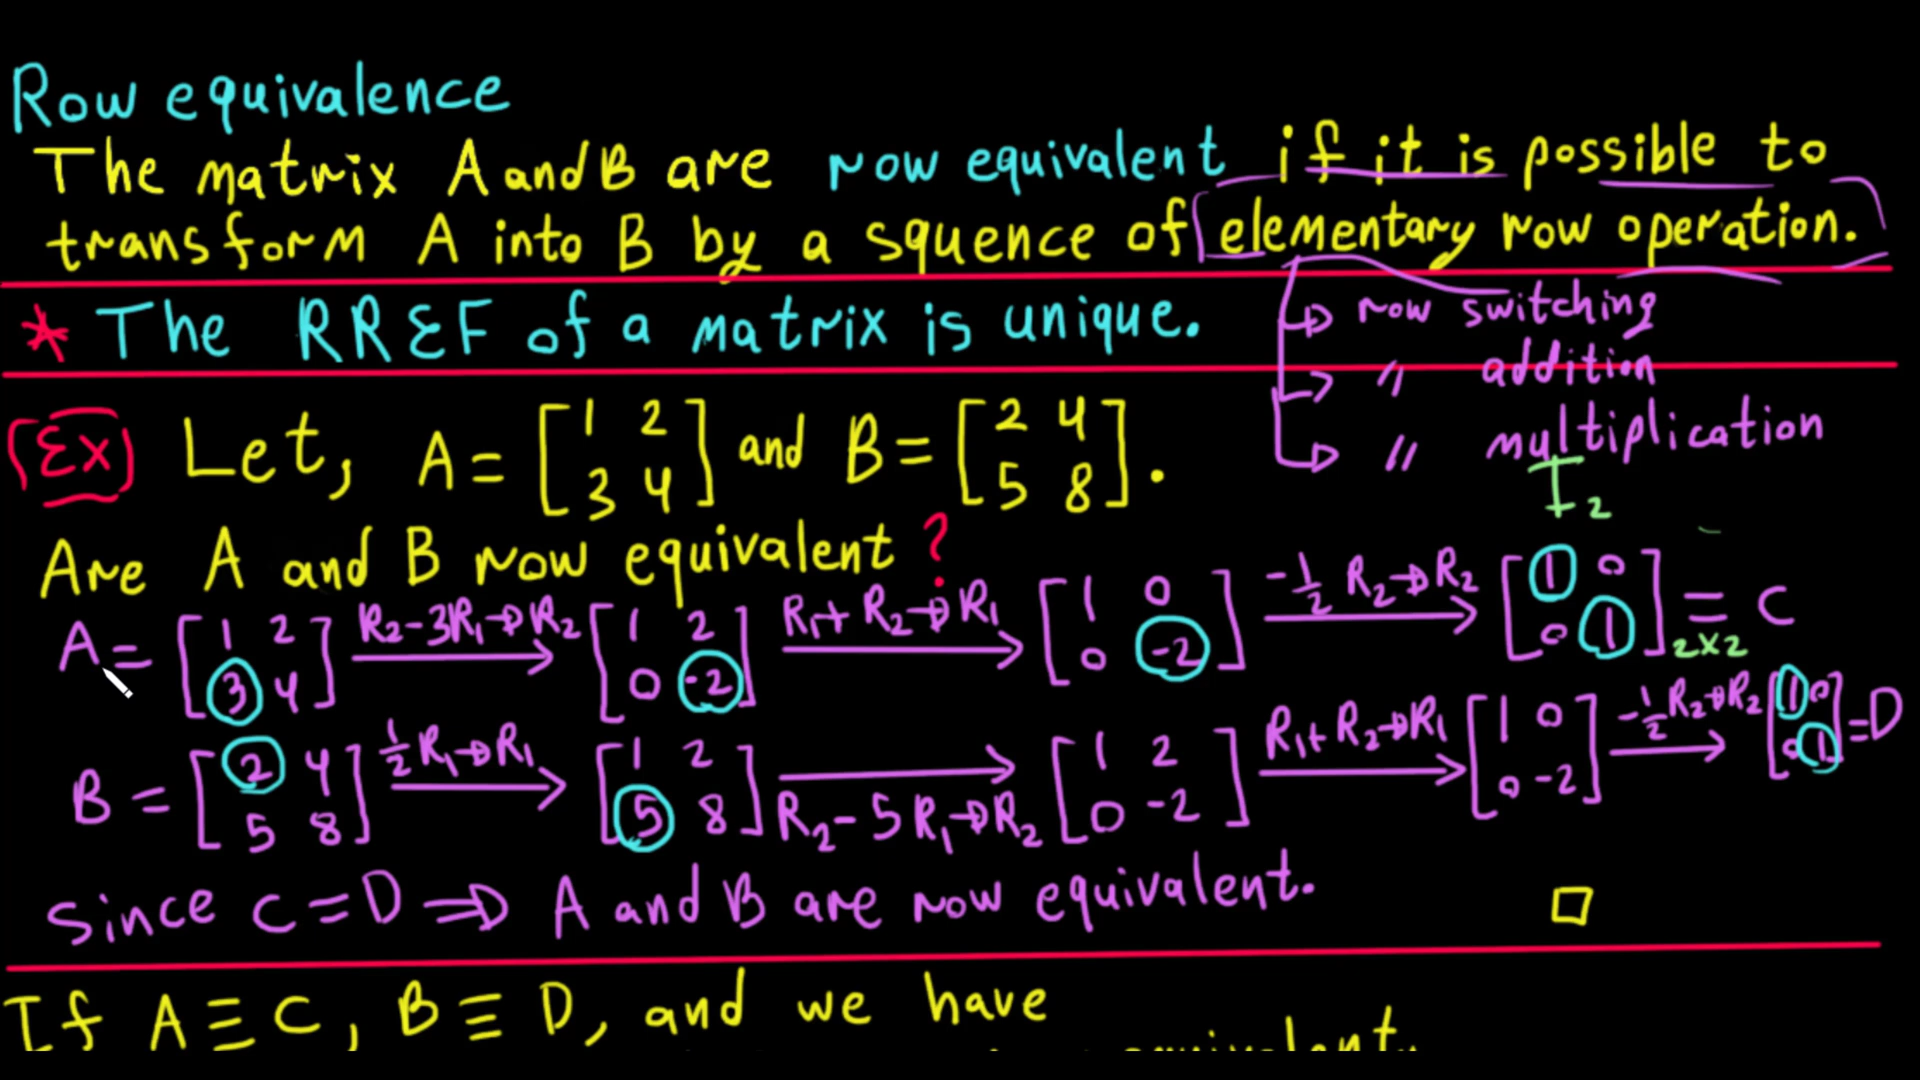 Row equivalence
The matrix A and B are row equivalent if it is possible to
transform A into B by a squence of elementary row operation.
* The RREF of a matrix is unique.
→ row switching
→ " addition
→ " multiplication
Ex Let, A = [1 2; 3 4] and B = [2 4; 5 8].
I2
Are A and B row equivalent?
A = [1 2; 3 4] R2-3R1→R2 [1 2; 0 -2] R1+R2→R1 [1 0; 0 -2] -1/2 R2→R2 [1 0; 0 1] 2x2 = C
B = [2 4; 5 8] 1/2 R1→R1 [1 2; 5 8] R2-5R1→R2 [1 2; 0 -2] R1+R2→R1 [1 0; 0 -2] -1/2 R2→R2 [1 0; 0 1] = D
Since C = D ⇒ A and B are row equivalent.
If A ≡ C, B ≡ D, and we have